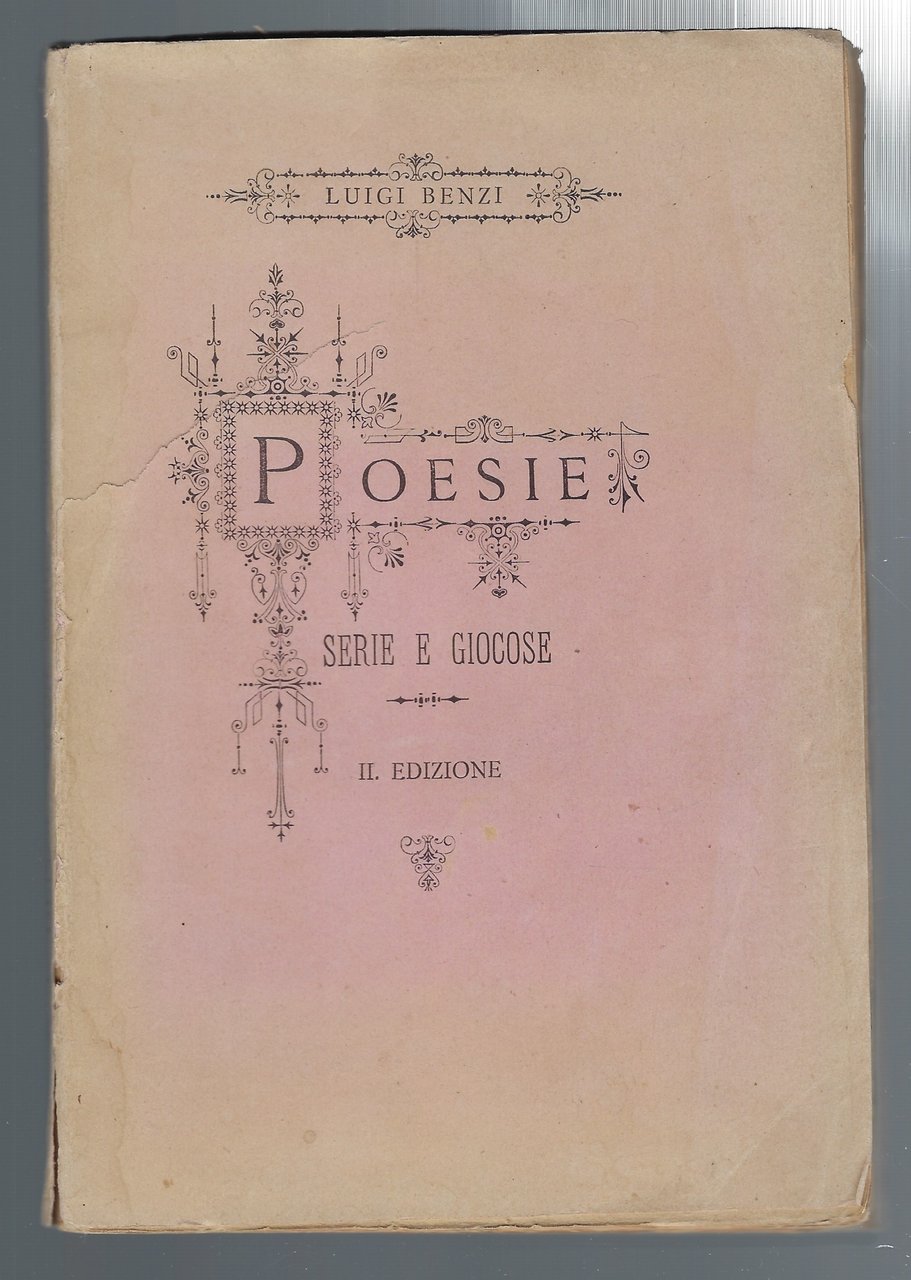 LUIGI BENZI
POESIE
SERIE E GIOCOSE
II. EDIZIONE